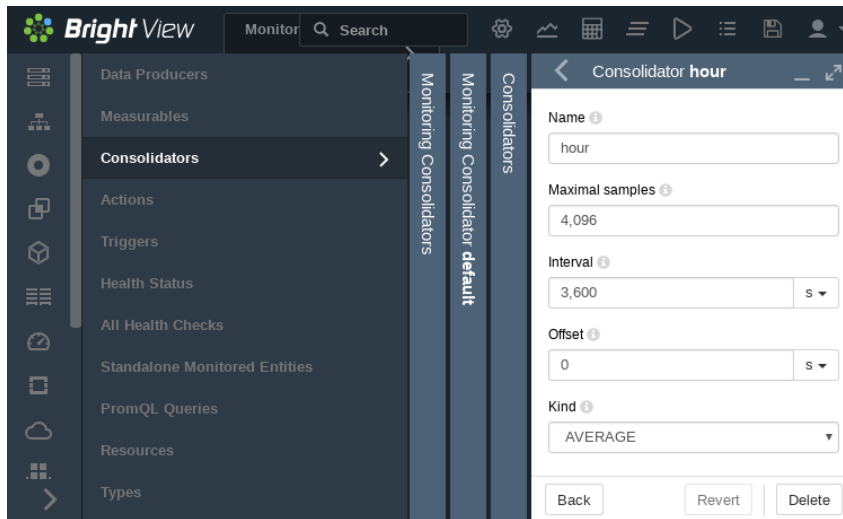 Bright View
Monitor
Search
Data Producers
Measurables
Consolidators
Actions
Triggers
Health Status
All Health Checks
Standalone Monitored Entities
PromQL Queries
Resources
Types
Monitoring Consolidators
Monitoring Consolidator default
Consolidators
Consolidator hour
Name
hour
Maximal samples
4,096
Interval
3,600 s
Offset
0 s
Kind
AVERAGE
Back Revert Delete